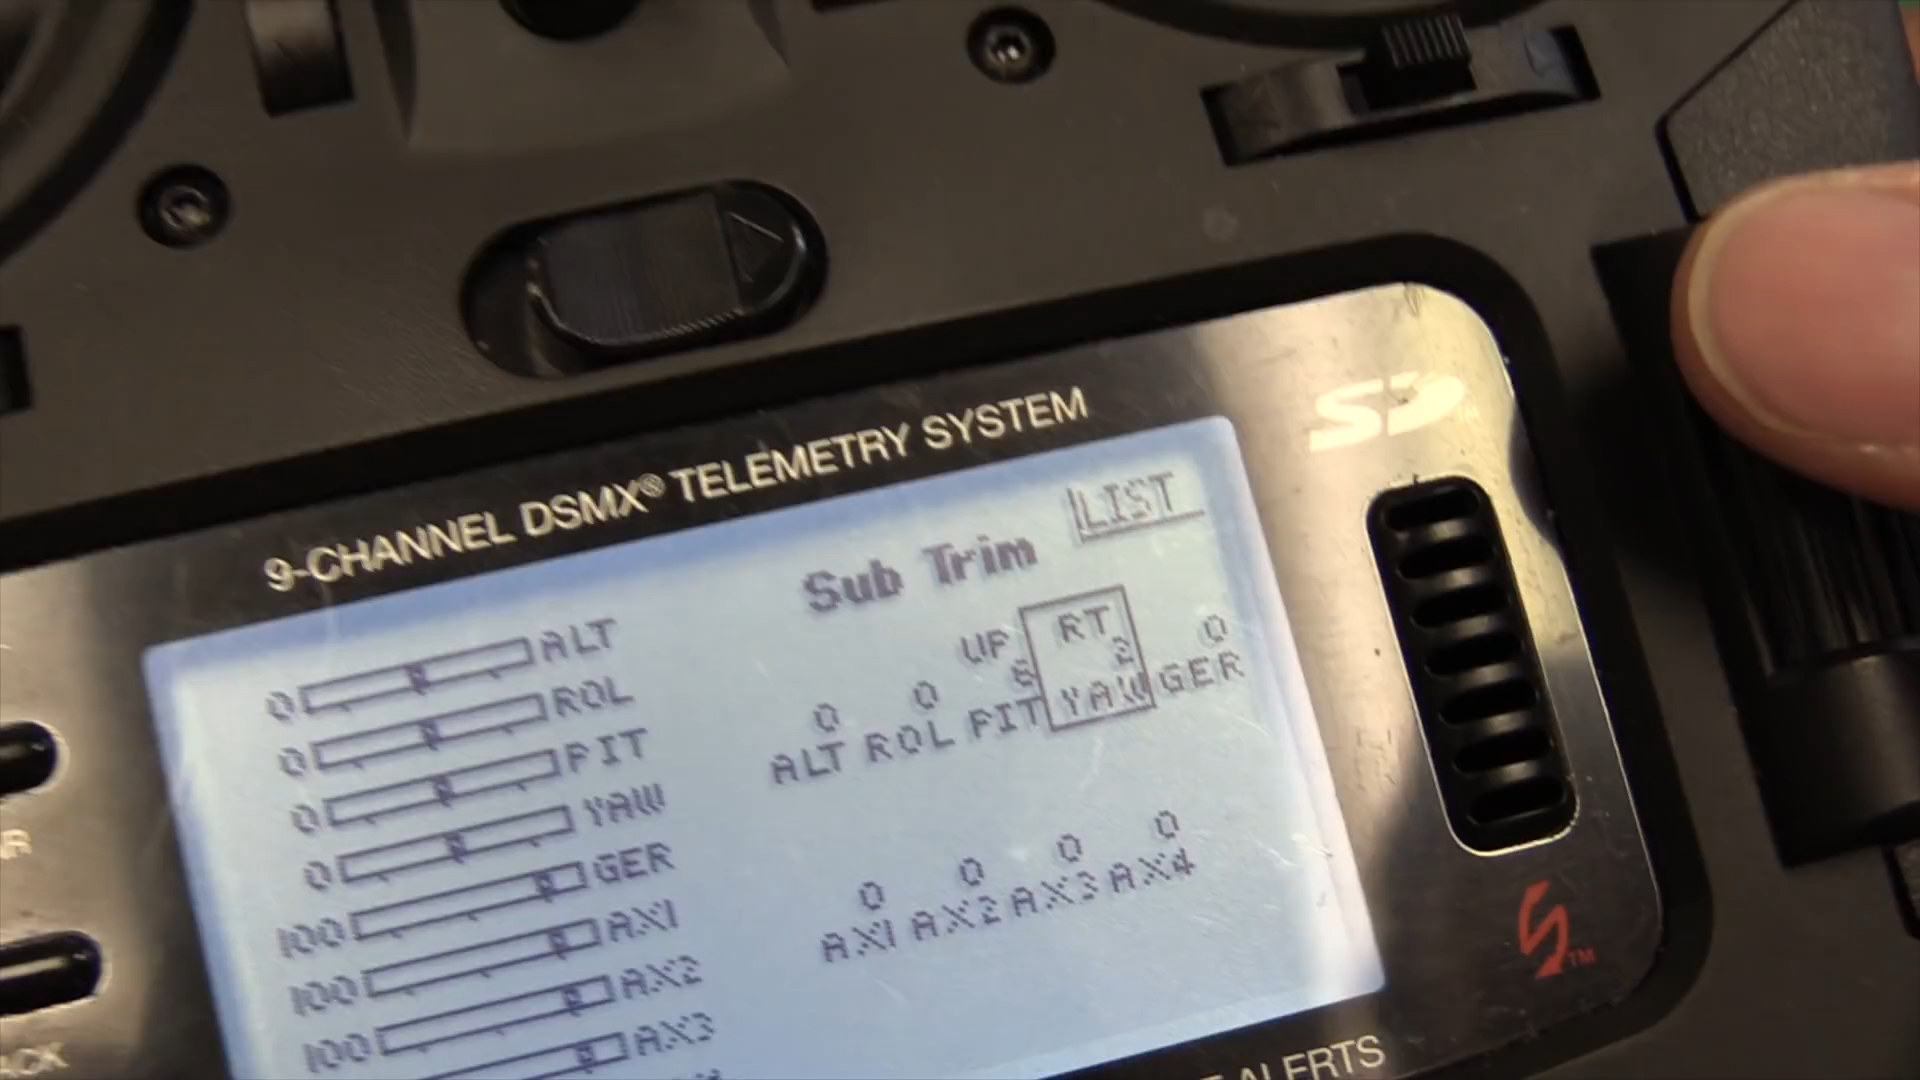 9-CHANNEL DSMX® TELEMETRY SYSTEM
LIST
Sub Trim
0 ALT
0 ROL
0 PIT
0 YAW
100 GER
100 AX1
100 AX2
AX3
UP RT
0 0 6 2 0
ALT ROL PIT YAW GER
0 0 0 0
AX1 AX2 AX3 AX4
SD
TM
ALERTS